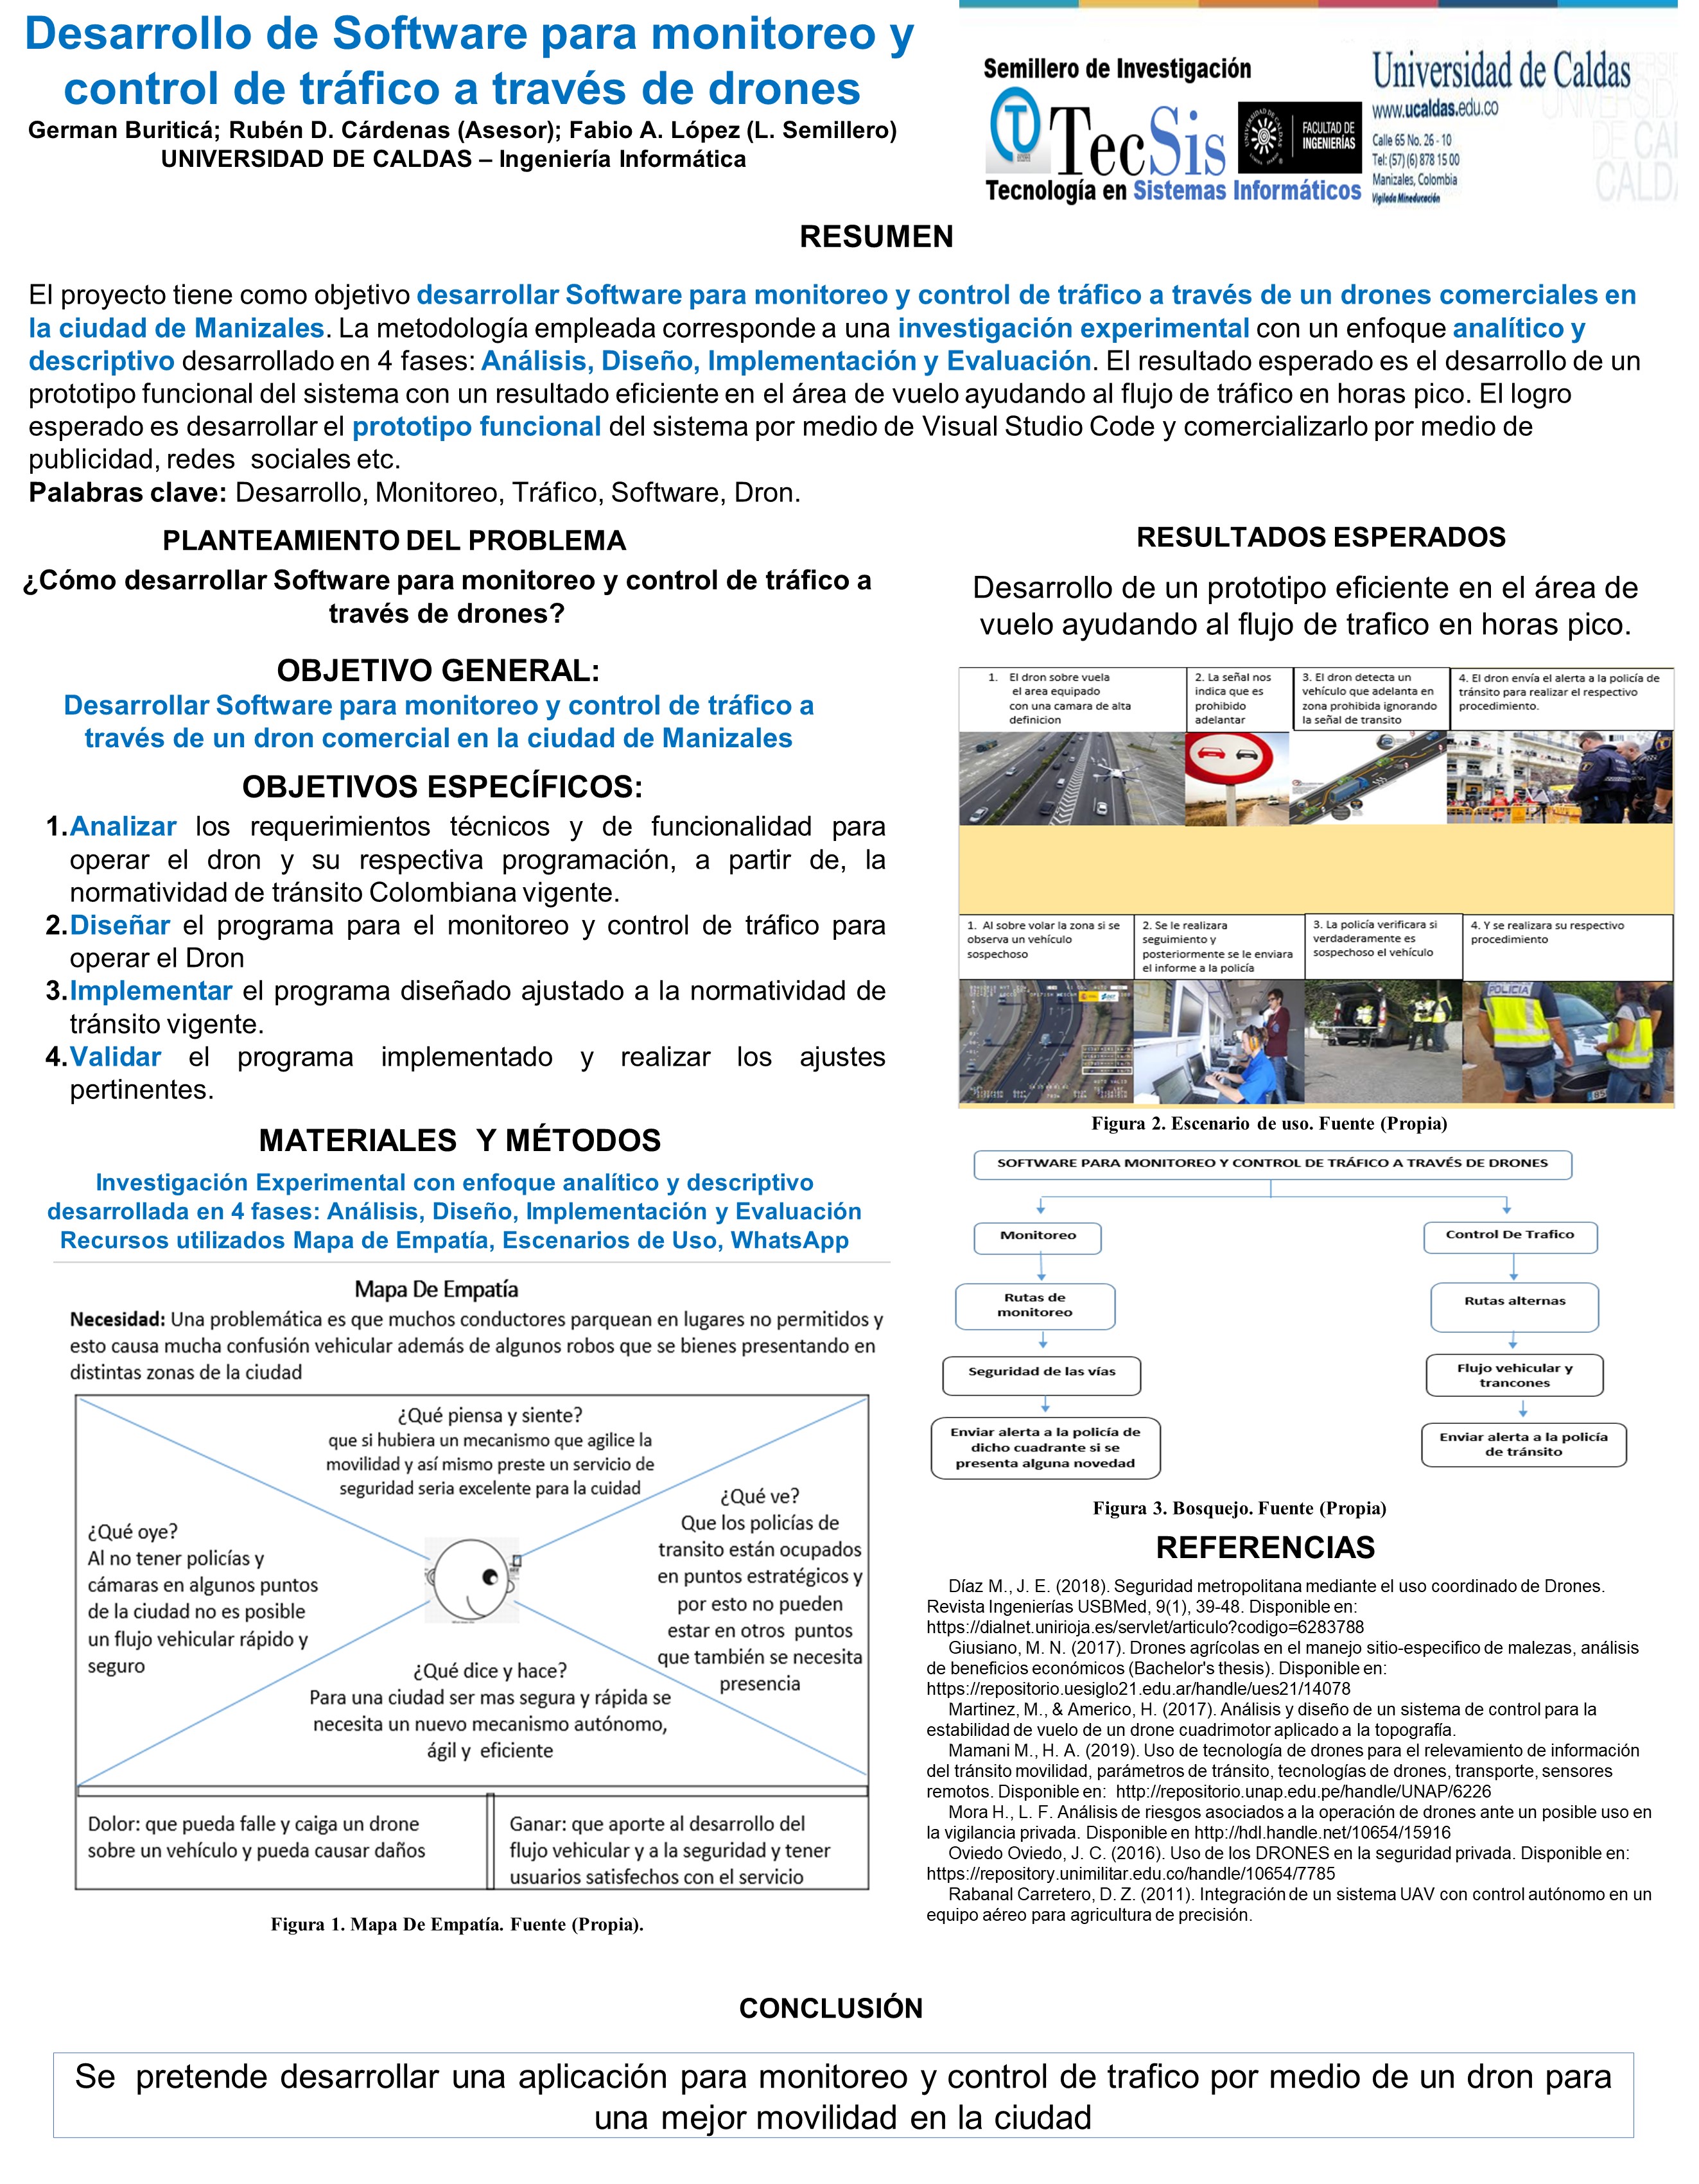 Desarrollo de Software para monitoreo y
control de tráfico a través de drones
German Buriticá; Rubén D. Cárdenas (Asesor); Fabio A. López (L. Semillero)
UNIVERSIDAD DE CALDAS – Ingeniería Informática
Semillero de Investigación
TecSis
Tecnología en Sistemas Informáticos
FACULTAD DE
INGENIERÍAS
Universidad de Caldas
www.ucaldas.edu.co
Calle 65 No. 26 - 10
Tel: (57) (6) 878 15 00
Manizales, Colombia
Vigilada Mineducación
RESUMEN
El proyecto tiene como objetivo desarrollar Software para monitoreo y control de tráfico a través de un drones comerciales en
la ciudad de Manizales. La metodología empleada corresponde a una investigación experimental con un enfoque analítico y
descriptivo desarrollado en 4 fases: Análisis, Diseño, Implementación y Evaluación. El resultado esperado es el desarrollo de un
prototipo funcional del sistema con un resultado eficiente en el área de vuelo ayudando al flujo de tráfico en horas pico. El logro
esperado es desarrollar el prototipo funcional del sistema por medio de Visual Studio Code y comercializarlo por medio de
publicidad, redes sociales etc.
Palabras clave: Desarrollo, Monitoreo, Tráfico, Software, Dron.
PLANTEAMIENTO DEL PROBLEMA
¿Cómo desarrollar Software para monitoreo y control de tráfico a
través de drones?
OBJETIVO GENERAL:
Desarrollar Software para monitoreo y control de tráfico a
través de un dron comercial en la ciudad de Manizales
OBJETIVOS ESPECÍFICOS:
1.Analizar los requerimientos técnicos y de funcionalidad para
operar el dron y su respectiva programación, a partir de, la
normatividad de tránsito Colombiana vigente.
2.Diseñar el programa para el monitoreo y control de tráfico para
operar el Dron
3.Implementar el programa diseñado ajustado a la normatividad de
tránsito vigente.
4.Validar el programa implementado y realizar los ajustes
pertinentes.
MATERIALES Y MÉTODOS
Investigación Experimental con enfoque analítico y descriptivo
desarrollada en 4 fases: Análisis, Diseño, Implementación y Evaluación
Recursos utilizados Mapa de Empatía, Escenarios de Uso, WhatsApp
Mapa De Empatía
Necesidad: Una problemática es que muchos conductores parquean en lugares no permitidos y
esto causa mucha confusión vehicular además de algunos robos que se bienes presentando en
distintas zonas de la ciudad
¿Qué piensa y siente?
que si hubiera un mecanismo que agilice la
movilidad y así mismo preste un servicio de
seguridad seria excelente para la cuidad
¿Qué oye?
Al no tener policías y
cámaras en algunos puntos
de la ciudad no es posible
un flujo vehicular rápido y
seguro
¿Qué ve?
Que los policías de
transito están ocupados
en puntos estratégicos y
por esto no pueden
estar en otros puntos
que también se necesita
presencia
¿Qué dice y hace?
Para una ciudad ser mas segura y rápida se
necesita un nuevo mecanismo autónomo,
ágil y eficiente
Dolor: que pueda falle y caiga un drone
sobre un vehículo y pueda causar daños
Ganar: que aporte al desarrollo del
flujo vehicular y a la seguridad y tener
usuarios satisfechos con el servicio
Figura 1. Mapa De Empatía. Fuente (Propia).
RESULTADOS ESPERADOS
Desarrollo de un prototipo eficiente en el área de
vuelo ayudando al flujo de trafico en horas pico.
1. El dron sobre vuela
el area equipado
con una camara de alta
definicion
2. La señal nos
indica que es
prohibido
adelantar
3. El dron detecta un
vehículo que adelanta en
zona prohibida ignorando
la señal de transito
4. El dron envía el alerta a la policía de
tránsito para realizar el respectivo
procedimiento.
1. Al sobre volar la zona si se
observa un vehículo
sospechoso
2. Se le realizara
seguimiento y
posteriormente se le enviara
el informe a la policía
3. La policía verificara si
verdaderamente es
sospechoso el vehículo
4. Y se realizara su respectivo
procedimiento
POLICIA
Figura 2. Escenario de uso. Fuente (Propia)
SOFTWARE PARA MONITOREO Y CONTROL DE TRÁFICO A TRAVÉS DE DRONES
Monitoreo
Rutas de
monitoreo
Seguridad de las vías
Enviar alerta a la policía de
dicho cuadrante si se
presenta alguna novedad
Control De Trafico
Rutas alternas
Flujo vehicular y
trancones
Enviar alerta a la policía
de tránsito
Figura 3. Bosquejo. Fuente (Propia)
REFERENCIAS
Díaz M., J. E. (2018). Seguridad metropolitana mediante el uso coordinado de Drones.
Revista Ingenierías USBMed, 9(1), 39-48. Disponible en:
https://dialnet.unirioja.es/servlet/articulo?codigo=6283788
Giusiano, M. N. (2017). Drones agrícolas en el manejo sitio-especifico de malezas, análisis
de beneficios económicos (Bachelor's thesis). Disponible en:
https://repositorio.uesiglo21.edu.ar/handle/ues21/14078
Martinez, M., & Americo, H. (2017). Análisis y diseño de un sistema de control para la
estabilidad de vuelo de un drone cuadrimotor aplicado a la topografía.
Mamani M., H. A. (2019). Uso de tecnología de drones para el relevamiento de información
del tránsito movilidad, parámetros de tránsito, tecnologías de drones, transporte, sensores
remotos. Disponible en: http://repositorio.unap.edu.pe/handle/UNAP/6226
Mora H., L. F. Análisis de riesgos asociados a la operación de drones ante un posible uso en
la vigilancia privada. Disponible en http://hdl.handle.net/10654/15916
Oviedo Oviedo, J. C. (2016). Uso de los DRONES en la seguridad privada. Disponible en:
https://repository.unimilitar.edu.co/handle/10654/7785
Rabanal Carretero, D. Z. (2011). Integración de un sistema UAV con control autónomo en un
equipo aéreo para agricultura de precisión.
CONCLUSIÓN
Se pretende desarrollar una aplicación para monitoreo y control de trafico por medio de un dron para
una mejor movilidad en la ciudad